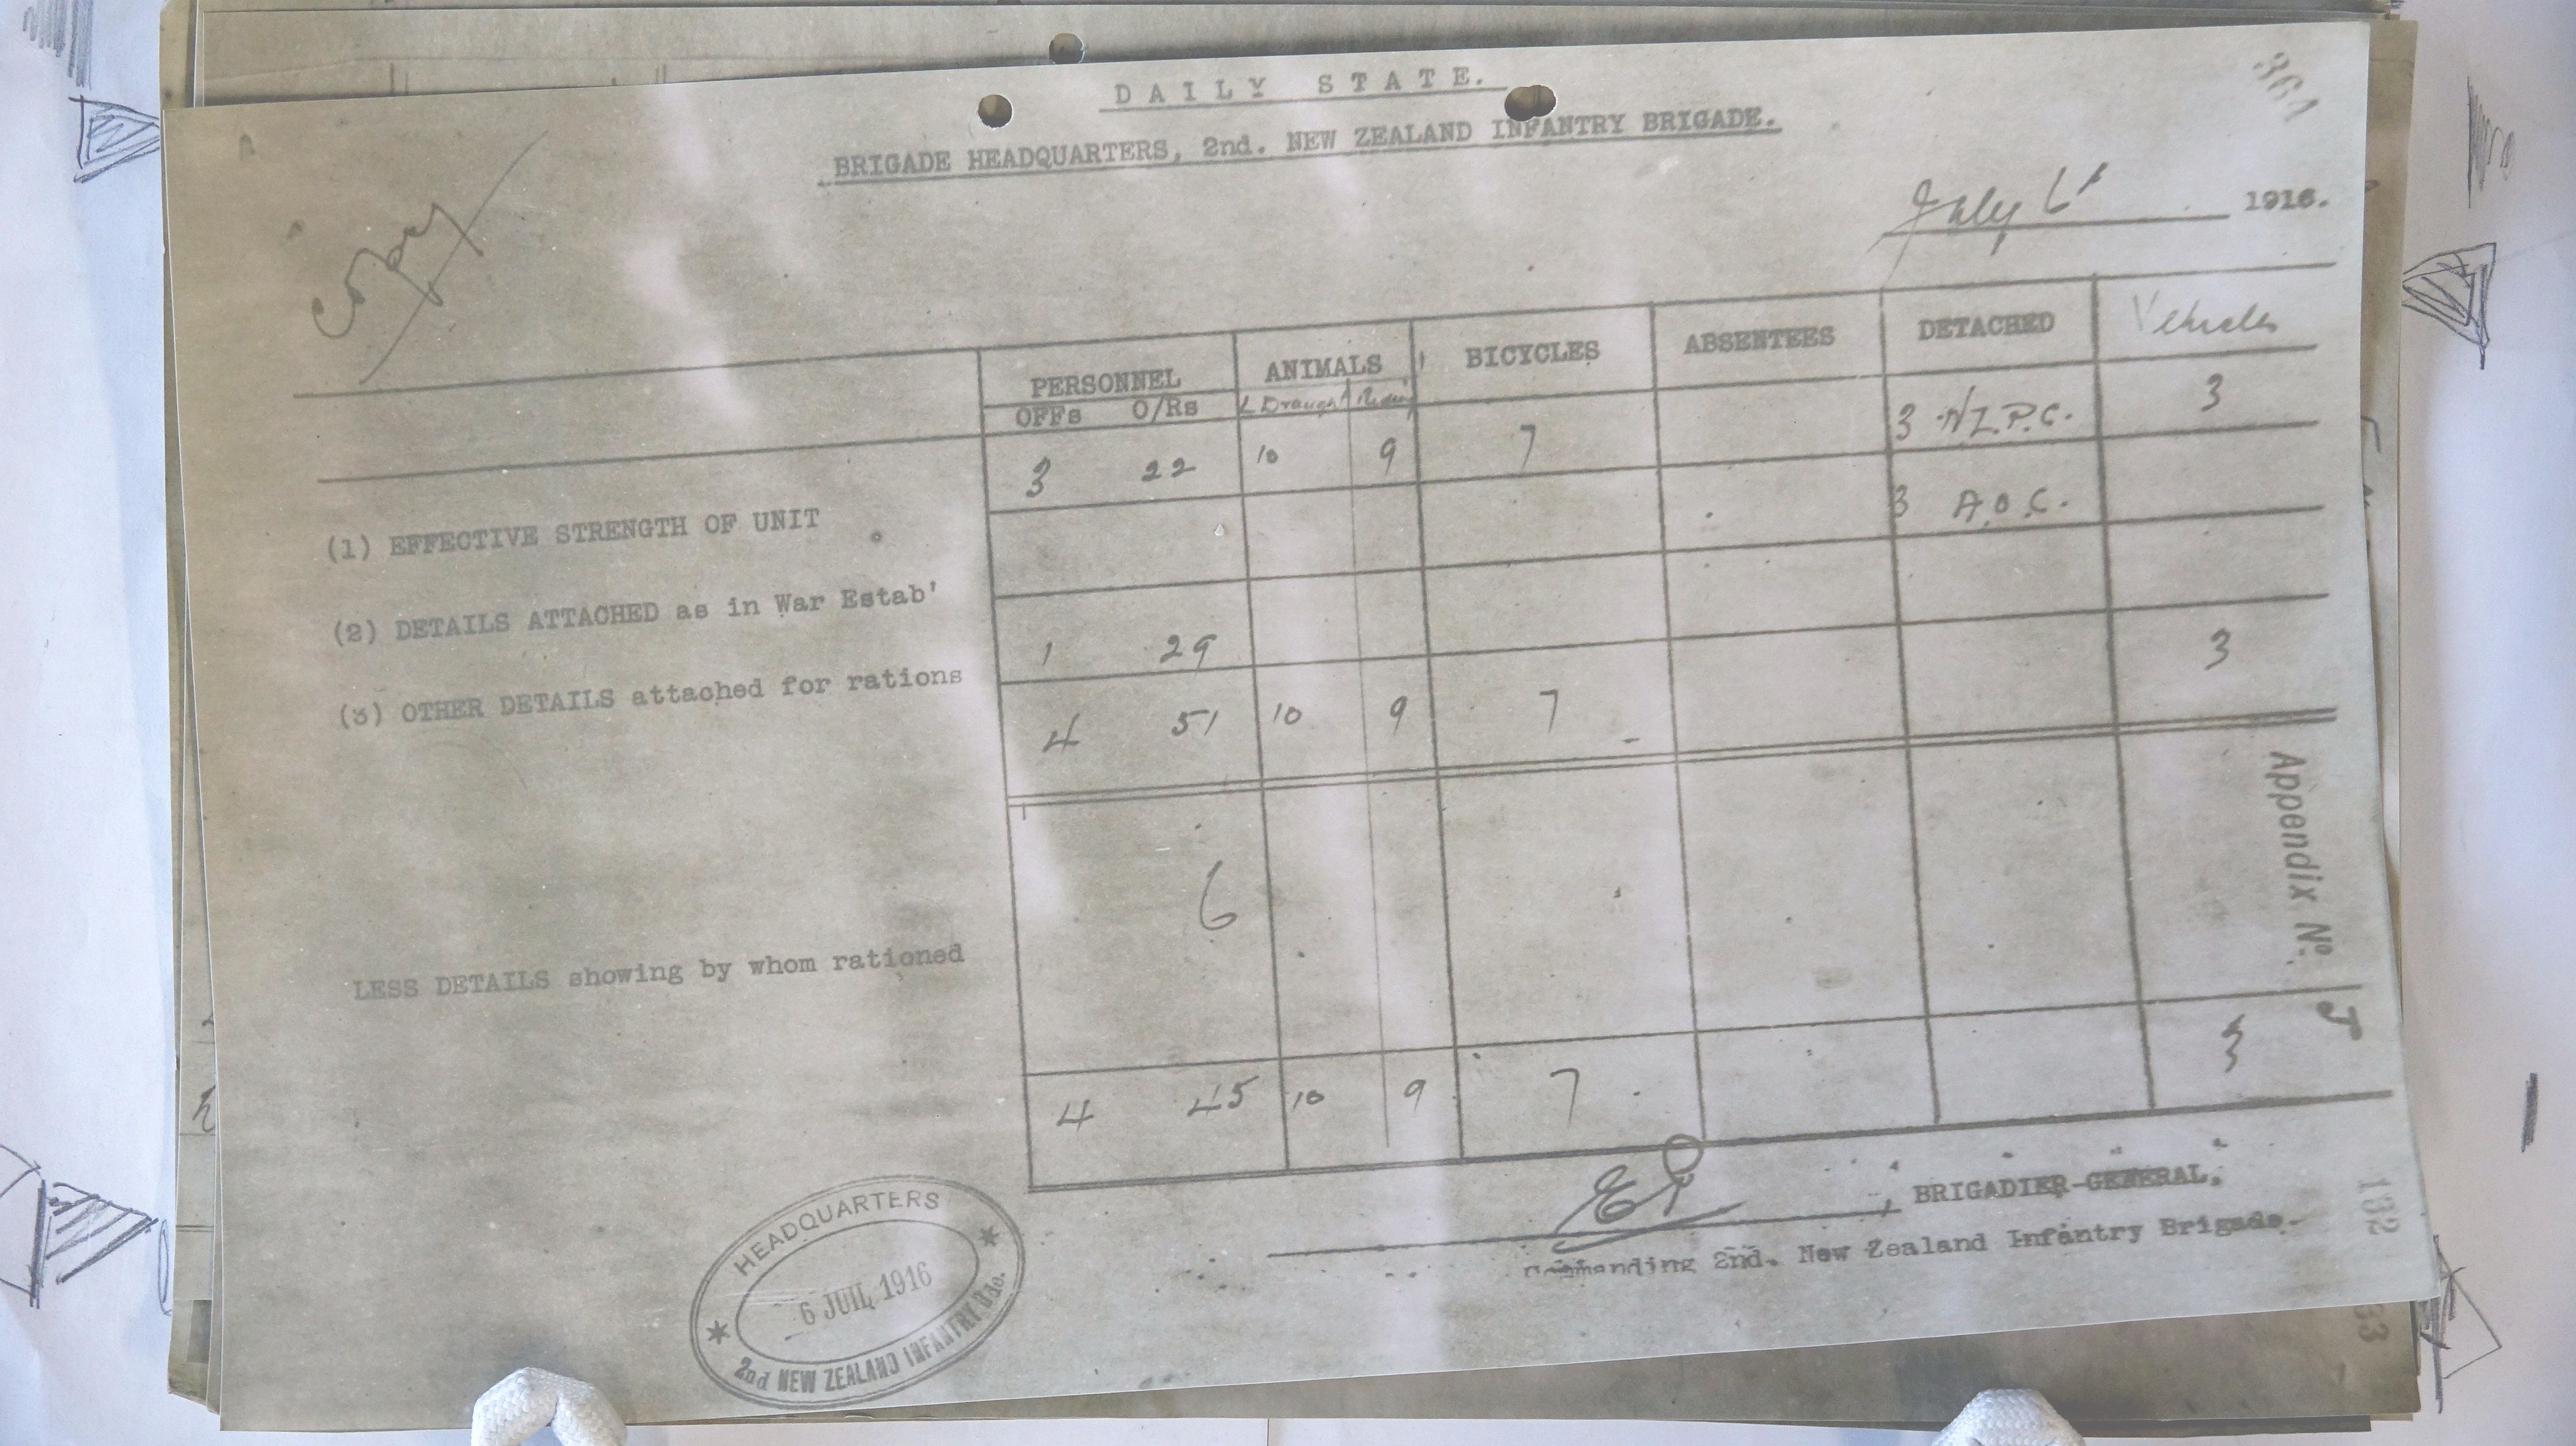 364
DAILY STATE.
BRIGADE HEADQUARTERS, 2nd. NEW ZEALAND INFANTRY BRIGADE.
Copy
July 6 1916.
PERSONNEL ANIMALS BICYCLES ABSENTEES DETACHED Vehicles
OFFs O/Rs L Draught Riding
(1) EFFECTIVE STRENGTH OF UNIT 3 22 10 9 7 3 N.Z.P.C. 3
(2) DETAILS ATTACHED as in War Estab' 3 A.O.C.
(3) OTHER DETAILS attached for rations 1 29
4 51 10 9 7 3
LESS DETAILS showing by whom rationed 6
4 45 10 9 7 3
Appendix No. J
BRIGADIER-GENERAL,
Commanding 2nd. New Zealand Infantry Brigade.
HEADQUARTERS
6 JUIL 1916
2nd NEW ZEALAND INFANTRY Bde.
132